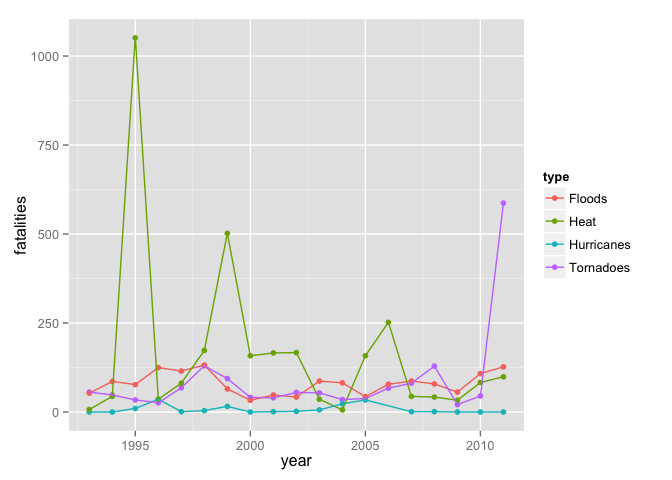 fatalities
1000
750
500
250
0
1995 2000 2005 2010
year
type
Floods
Heat
Hurricanes
Tornadoes